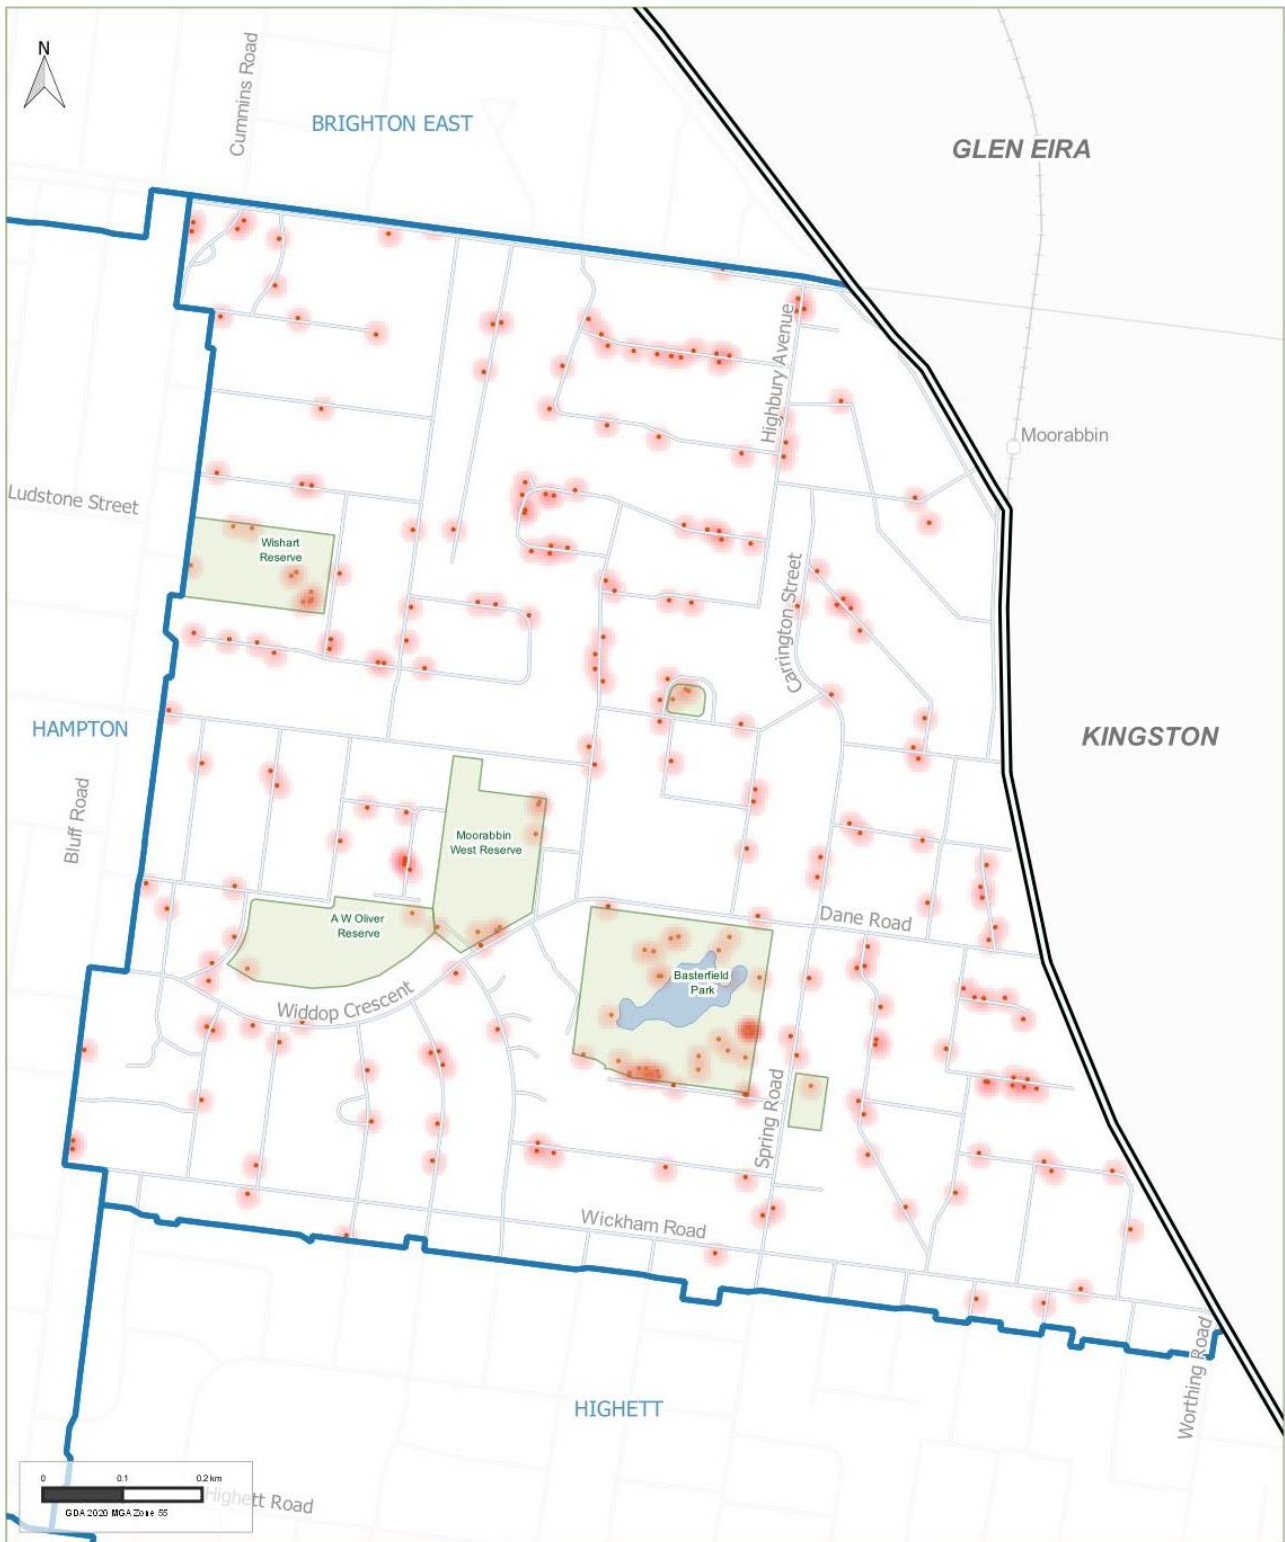 N
Cummins Road
BRIGHTON EAST
GLEN EIRA
Highbury Avenue
Moorabbin
Ludstone Street
Wishart
Reserve
Carrington Street
HAMPTON
KINGSTON
Bluff Road
Moorabbin
West Reserve
A W Oliver
Reserve
Dane Road
Basterfield
Park
Widdop Crescent
Spring Road
Wickham Road
Worthing Road
HIGHETT
0 0.1 0.2 km
GDA 2020 MGA Zone 55
Highett Road